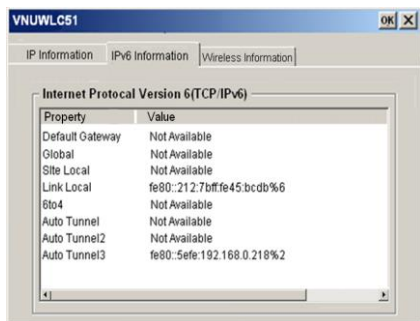 VNUWLC51 OK X
IP Information IPv6 Information Wireless Information
Internet Protocal Version 6(TCP/IPv6)
Property Value
Default Gateway Not Available
Global Not Available
Site Local Not Available
Link Local fe80::212:7bff:fe45:bcdb%6
6to4 Not Available
Auto Tunnel Not Available
Auto Tunnel2 Not Available
Auto Tunnel3 fe80::5efe:192.168.0.218%2